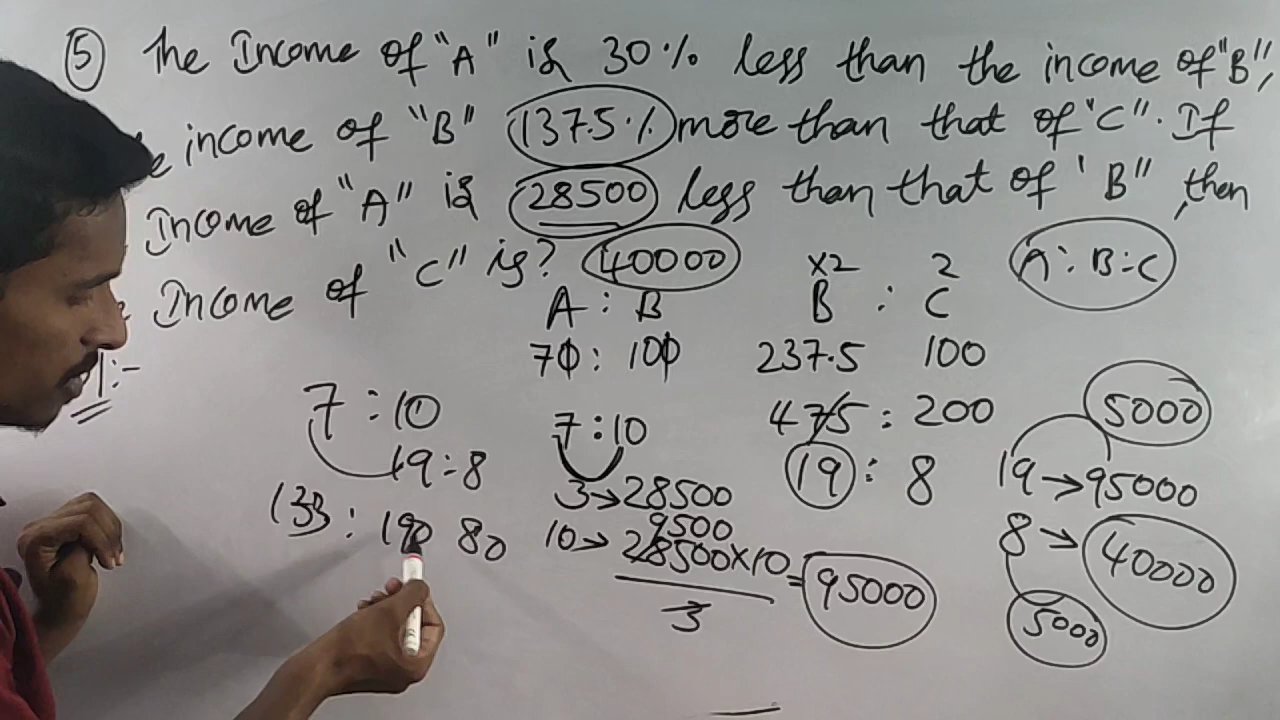 ⑤ The Income of "A" is 30% less than the income of "B",
income of "B" 137.5% more than that of "C". If
Income of "A" is 28500 less than that of "B", then
Income of "C" is? 40000
A : B : C
×2 2
A : B B : C
70 : 100 237.5 100
5000
7 : 10 7 : 10 475 : 200
19 : 8 19 : 8 19 → 95000
3 → 28500
133 : 190 80 9500 8 → 40000
10 → 28500×10 = 95000
3
5000